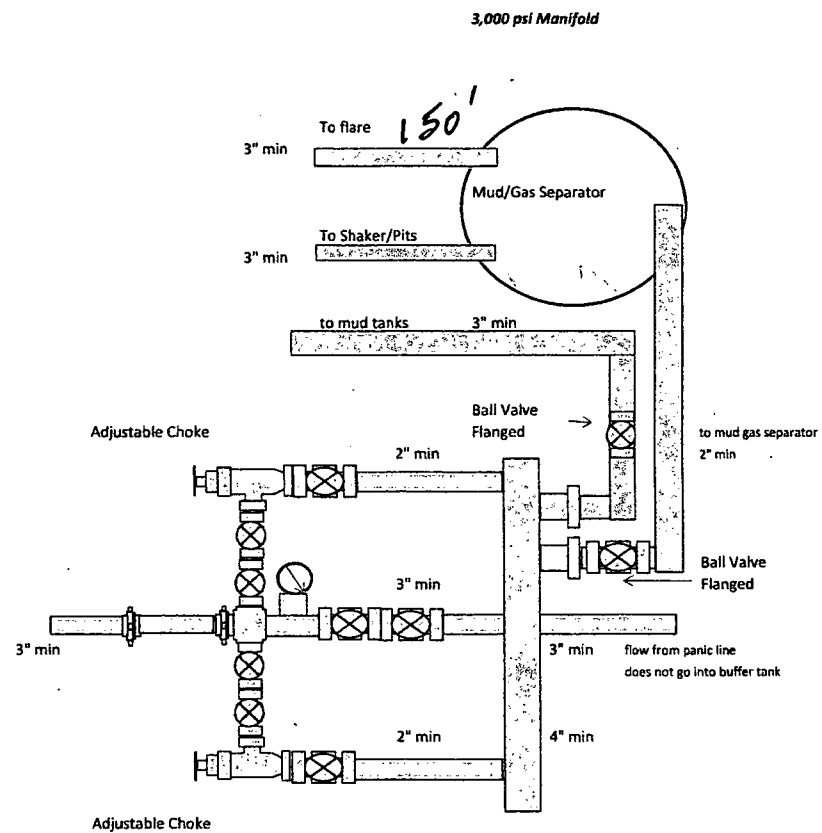 3,000 psi Manifold
To flare
150'
3" min
Mud/Gas Separator
To Shaker/Pits
3" min
to mud tanks
3" min
Ball Valve
Flanged
Adjustable Choke
to mud gas separator
2" min
2" min
Ball Valve
Flanged
3" min
3" min
3" min
flow from panic line
does not go into buffer tank
2" min
4" min
Adjustable Choke